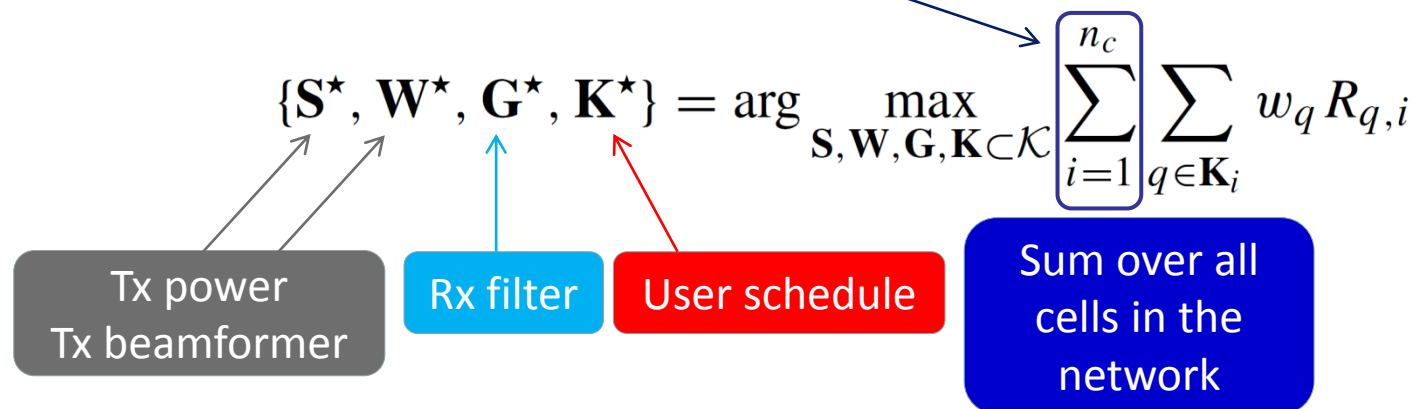 {S★, W★, G★, K★} = arg max_{S,W,G,K⊂𝒦} ∑_{i=1}^{n_c} ∑_{q∈K_i} w_q R_{q,i}
Tx power
Tx beamformer
Rx filter
User schedule
Sum over all
cells in the
network